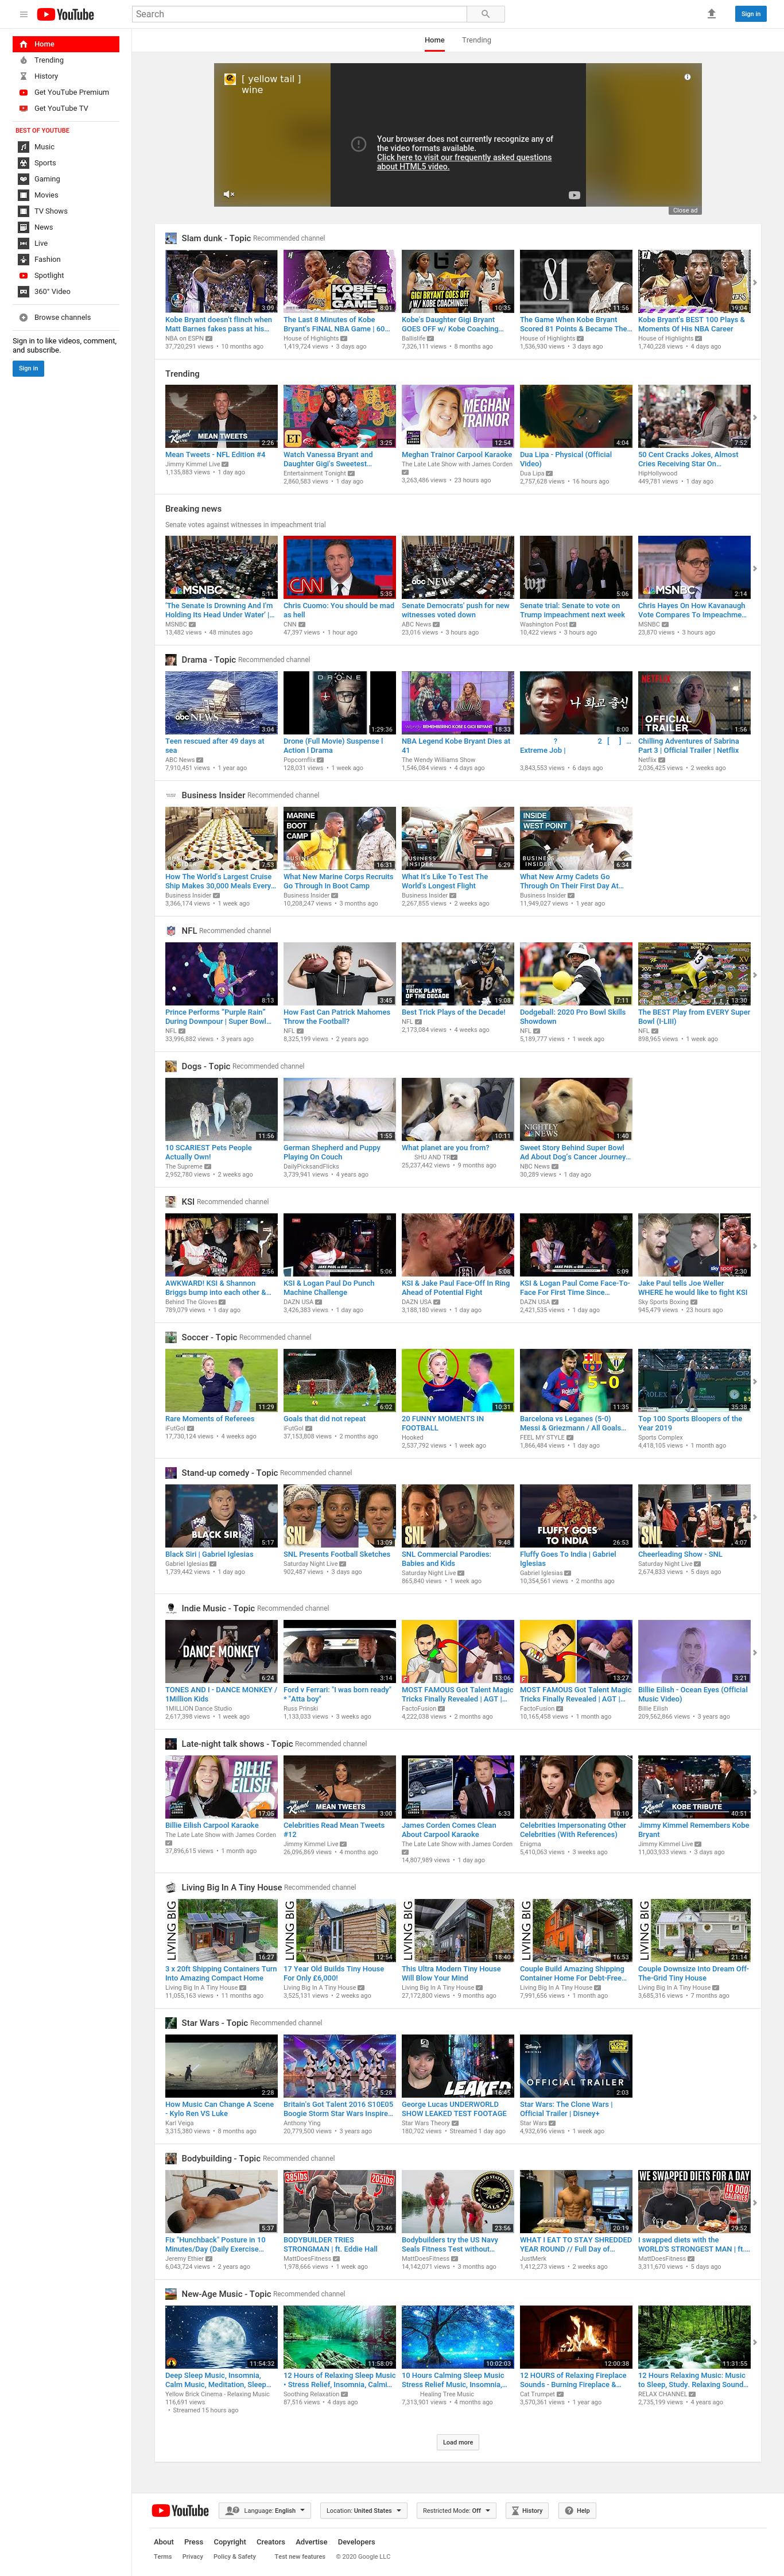 YouTube
Search
Sign in
Home
Trending
History
Get YouTube Premium
Get YouTube TV
BEST OF YOUTUBE
Music
Sports
Gaming
Movies
TV Shows
News
Live
Fashion
Spotlight
360° Video
Browse channels
Sign in to like videos, comment,
and subscribe.
Sign in
Home Trending
[ yellow tail ]
wine
Your browser does not currently recognize any of
the video formats available.
Click here to visit our frequently asked questions
about HTML5 video.
Close ad
Slam dunk - Topic Recommended channel
Kobe Bryant doesn't flinch when
Matt Barnes fakes pass at his...
NBA on ESPN
37,720,291 views • 10 months ago
The Last 8 Minutes of Kobe
Bryant's FINAL NBA Game | 60...
House of Highlights
1,419,724 views • 3 days ago
Kobe's Daughter Gigi Bryant
GOES OFF w/ Kobe Coaching...
Ballislife
7,326,111 views • 8 months ago
The Game When Kobe Bryant
Scored 81 Points & Became The...
House of Highlights
1,536,930 views • 3 days ago
Kobe Bryant's BEST 100 Plays &
Moments Of His NBA Career
House of Highlights
1,740,228 views • 4 days ago
Trending
Mean Tweets - NFL Edition #4
Jimmy Kimmel Live
1,135,883 views • 1 day ago
Watch Vanessa Bryant and
Daughter Gigi's Sweetest...
Entertainment Tonight
2,860,583 views • 1 day ago
Meghan Trainor Carpool Karaoke
The Late Late Show with James Corden
3,263,486 views • 23 hours ago
Dua Lipa - Physical (Official
Video)
Dua Lipa
2,757,628 views • 16 hours ago
50 Cent Cracks Jokes, Almost
Cries Receiving Star On...
HipHollywood
449,781 views • 1 day ago
Breaking news
Senate votes against witnesses in impeachment trial
'The Senate Is Drowning And I'm
Holding Its Head Under Water' |...
MSNBC
13,482 views • 48 minutes ago
Chris Cuomo: You should be mad
as hell
CNN
47,397 views • 1 hour ago
Senate Democrats' push for new
witnesses voted down
ABC News
23,016 views • 3 hours ago
Senate trial: Senate to vote on
Trump impeachment next week
Washington Post
10,422 views • 3 hours ago
Chris Hayes On How Kavanaugh
Vote Compares To Impeachme...
MSNBC
23,870 views • 3 hours ago
Drama - Topic Recommended channel
Teen rescued after 49 days at
sea
ABC News
7,910,451 views • 1 year ago
Drone (Full Movie) Suspense l
Action l Drama
Popcornflix
128,031 views • 1 week ago
NBA Legend Kobe Bryant Dies at
41
The Wendy Williams Show
1,546,084 views • 4 days ago
? 2 [ ] ...
Extreme Job |
3,843,553 views • 6 days ago
Chilling Adventures of Sabrina
Part 3 | Official Trailer | Netflix
Netflix
2,036,425 views • 2 weeks ago
Business Insider Recommended channel
How The World's Largest Cruise
Ship Makes 30,000 Meals Every...
Business Insider
3,366,174 views • 1 week ago
What New Marine Corps Recruits
Go Through In Boot Camp
Business Insider
10,208,247 views • 3 months ago
What It's Like To Test The
World's Longest Flight
Business Insider
2,267,855 views • 2 weeks ago
What New Army Cadets Go
Through On Their First Day At...
Business Insider
11,949,027 views • 1 year ago
NFL Recommended channel
Prince Performs "Purple Rain"
During Downpour | Super Bowl...
NFL
33,996,882 views • 3 years ago
How Fast Can Patrick Mahomes
Throw the Football?
NFL
8,325,199 views • 2 years ago
Best Trick Plays of the Decade!
NFL
2,173,084 views • 4 weeks ago
Dodgeball: 2020 Pro Bowl Skills
Showdown
NFL
5,189,777 views • 1 week ago
The BEST Play from EVERY Super
Bowl (I-LIII)
NFL
898,965 views • 1 week ago
Dogs - Topic Recommended channel
10 SCARIEST Pets People
Actually Own!
The Supreme
2,952,780 views • 2 weeks ago
German Shepherd and Puppy
Playing On Couch
DailyPicksandFlicks
3,739,941 views • 4 years ago
What planet are you from?
SHU AND TR
25,237,442 views • 9 months ago
Sweet Story Behind Super Bowl
Ad About Dog's Cancer Journey...
NBC News
30,289 views • 1 day ago
KSI Recommended channel
AWKWARD! KSI & Shannon
Briggs bump into each other &...
Behind The Gloves
789,079 views • 1 day ago
KSI & Logan Paul Do Punch
Machine Challenge
DAZN USA
3,426,383 views • 1 day ago
KSI & Jake Paul Face-Off In Ring
Ahead of Potential Fight
DAZN USA
3,188,180 views • 1 day ago
KSI & Logan Paul Come Face-To-
Face For First Time Since...
DAZN USA
2,421,535 views • 1 day ago
Jake Paul tells Joe Weller
WHERE he would like to fight KSI
Sky Sports Boxing
945,479 views • 23 hours ago
Soccer - Topic Recommended channel
Rare Moments of Referees
iFutGol
17,730,124 views • 4 weeks ago
Goals that did not repeat
iFutGol
37,153,808 views • 2 months ago
20 FUNNY MOMENTS IN
FOOTBALL
Hooked
2,537,792 views • 1 week ago
Barcelona vs Leganes (5-0)
Messi & Griezmann / All Goals...
FEEL MY STYLE
1,866,484 views • 1 day ago
Top 100 Sports Bloopers of the
Year 2019
Sports Complex
4,418,105 views • 1 month ago
Stand-up comedy - Topic Recommended channel
Black Siri | Gabriel Iglesias
Gabriel Iglesias
1,739,442 views • 1 day ago
SNL Presents Football Sketches
Saturday Night Live
902,487 views • 3 days ago
SNL Commercial Parodies:
Babies and Kids
Saturday Night Live
865,840 views • 1 week ago
Fluffy Goes To India | Gabriel
Iglesias
Gabriel Iglesias
10,354,561 views • 2 months ago
Cheerleading Show - SNL
Saturday Night Live
2,674,833 views • 5 days ago
Indie Music - Topic Recommended channel
TONES AND I - DANCE MONKEY /
1Million Kids
1MILLION Dance Studio
2,617,398 views • 1 week ago
Ford v Ferrari: "I was born ready"
* "Atta boy"
Russ Prinski
1,133,033 views • 3 weeks ago
MOST FAMOUS Got Talent Magic
Tricks Finally Revealed | AGT |...
FactoFusion
4,222,038 views • 2 months ago
MOST FAMOUS Got Talent Magic
Tricks Finally Revealed | AGT |...
FactoFusion
10,165,458 views • 1 month ago
Billie Eilish - Ocean Eyes (Official
Music Video)
Billie Eilish
209,562,866 views • 3 years ago
Late-night talk shows - Topic Recommended channel
Billie Eilish Carpool Karaoke
The Late Late Show with James Corden
37,896,615 views • 1 month ago
Celebrities Read Mean Tweets
#12
Jimmy Kimmel Live
26,096,869 views • 4 months ago
James Corden Comes Clean
About Carpool Karaoke
The Late Late Show with James Corden
14,807,989 views • 1 day ago
Celebrities Impersonating Other
Celebrities (With References)
Enigma
5,410,063 views • 3 weeks ago
Jimmy Kimmel Remembers Kobe
Bryant
Jimmy Kimmel Live
11,003,933 views • 3 days ago
Living Big In A Tiny House Recommended channel
3 x 20ft Shipping Containers Turn
Into Amazing Compact Home
Living Big In A Tiny House
11,055,163 views • 11 months ago
17 Year Old Builds Tiny House
For Only £6,000!
Living Big In A Tiny House
3,525,131 views • 2 weeks ago
This Ultra Modern Tiny House
Will Blow Your Mind
Living Big In A Tiny House
27,172,800 views • 9 months ago
Couple Build Amazing Shipping
Container Home For Debt-Free...
Living Big In A Tiny House
7,991,656 views • 1 month ago
Couple Downsize Into Dream Off-
The-Grid Tiny House
Living Big In A Tiny House
3,685,316 views • 7 months ago
Star Wars - Topic Recommended channel
How Music Can Change A Scene
- Kylo Ren VS Luke
Karl Veiga
3,315,380 views • 8 months ago
Britain's Got Talent 2016 S10E05
Boogie Storm Star Wars Inspire...
Anthony Ying
20,779,500 views • 3 years ago
George Lucas UNDERWORLD
SHOW LEAKED TEST FOOTAGE
Star Wars Theory
180,702 views • Streamed 1 day ago
Star Wars: The Clone Wars |
Official Trailer | Disney+
Star Wars
4,932,696 views • 1 week ago
Bodybuilding - Topic Recommended channel
Fix "Hunchback" Posture in 10
Minutes/Day (Daily Exercise...
Jeremy Ethier
6,043,724 views • 2 years ago
BODYBUILDER TRIES
STRONGMAN | ft. Eddie Hall
MattDoesFitness
1,978,666 views • 1 week ago
Bodybuilders try the US Navy
Seals Fitness Test without...
MattDoesFitness
14,142,071 views • 3 months ago
WHAT I EAT TO STAY SHREDDED
YEAR ROUND // Full Day of...
JustMerk
1,412,273 views • 2 weeks ago
I swapped diets with the
WORLD'S STRONGEST MAN | ft....
MattDoesFitness
3,311,670 views • 5 days ago
New-Age Music - Topic Recommended channel
Deep Sleep Music, Insomnia,
Calm Music, Meditation, Sleep...
Yellow Brick Cinema - Relaxing Music
116,691 views
• Streamed 15 hours ago
12 Hours of Relaxing Sleep Music
• Stress Relief, Insomnia, Calmi...
Soothing Relaxation
87,516 views • 4 days ago
10 Hours Calming Sleep Music
Stress Relief Music, Insomnia,...
Healing Tree Music
7,313,901 views • 4 months ago
12 HOURS of Relaxing Fireplace
Sounds - Burning Fireplace &...
Cat Trumpet
3,570,361 views • 1 year ago
12 Hours Relaxing Music: Music
to Sleep, Study. Relaxing Sound...
RELAX CHANNEL
2,735,199 views • 4 years ago
Load more
YouTube
Language: English
Location: United States
Restricted Mode: Off
History
Help
About Press Copyright Creators Advertise Developers
Terms Privacy Policy & Safety Test new features © 2020 Google LLC